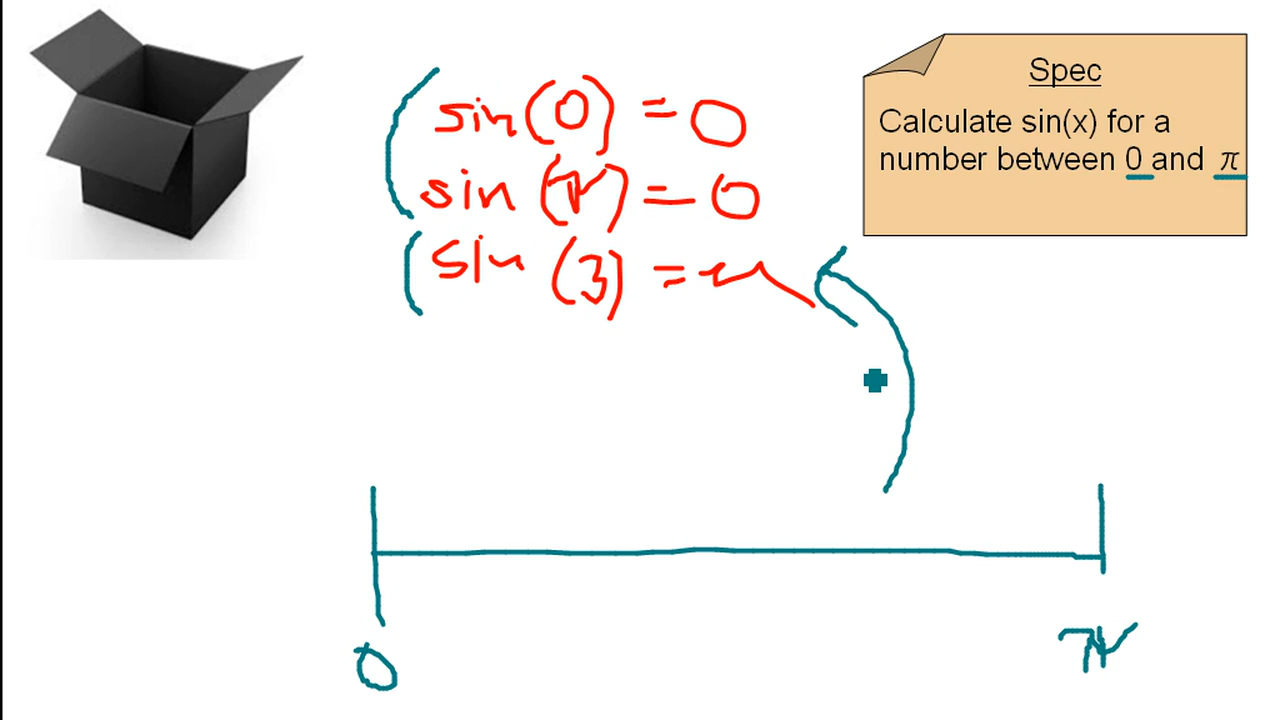 sin(0) = 0
sin(π) = 0
sin(3) =
Spec
Calculate sin(x) for a
number between 0 and π
0
π